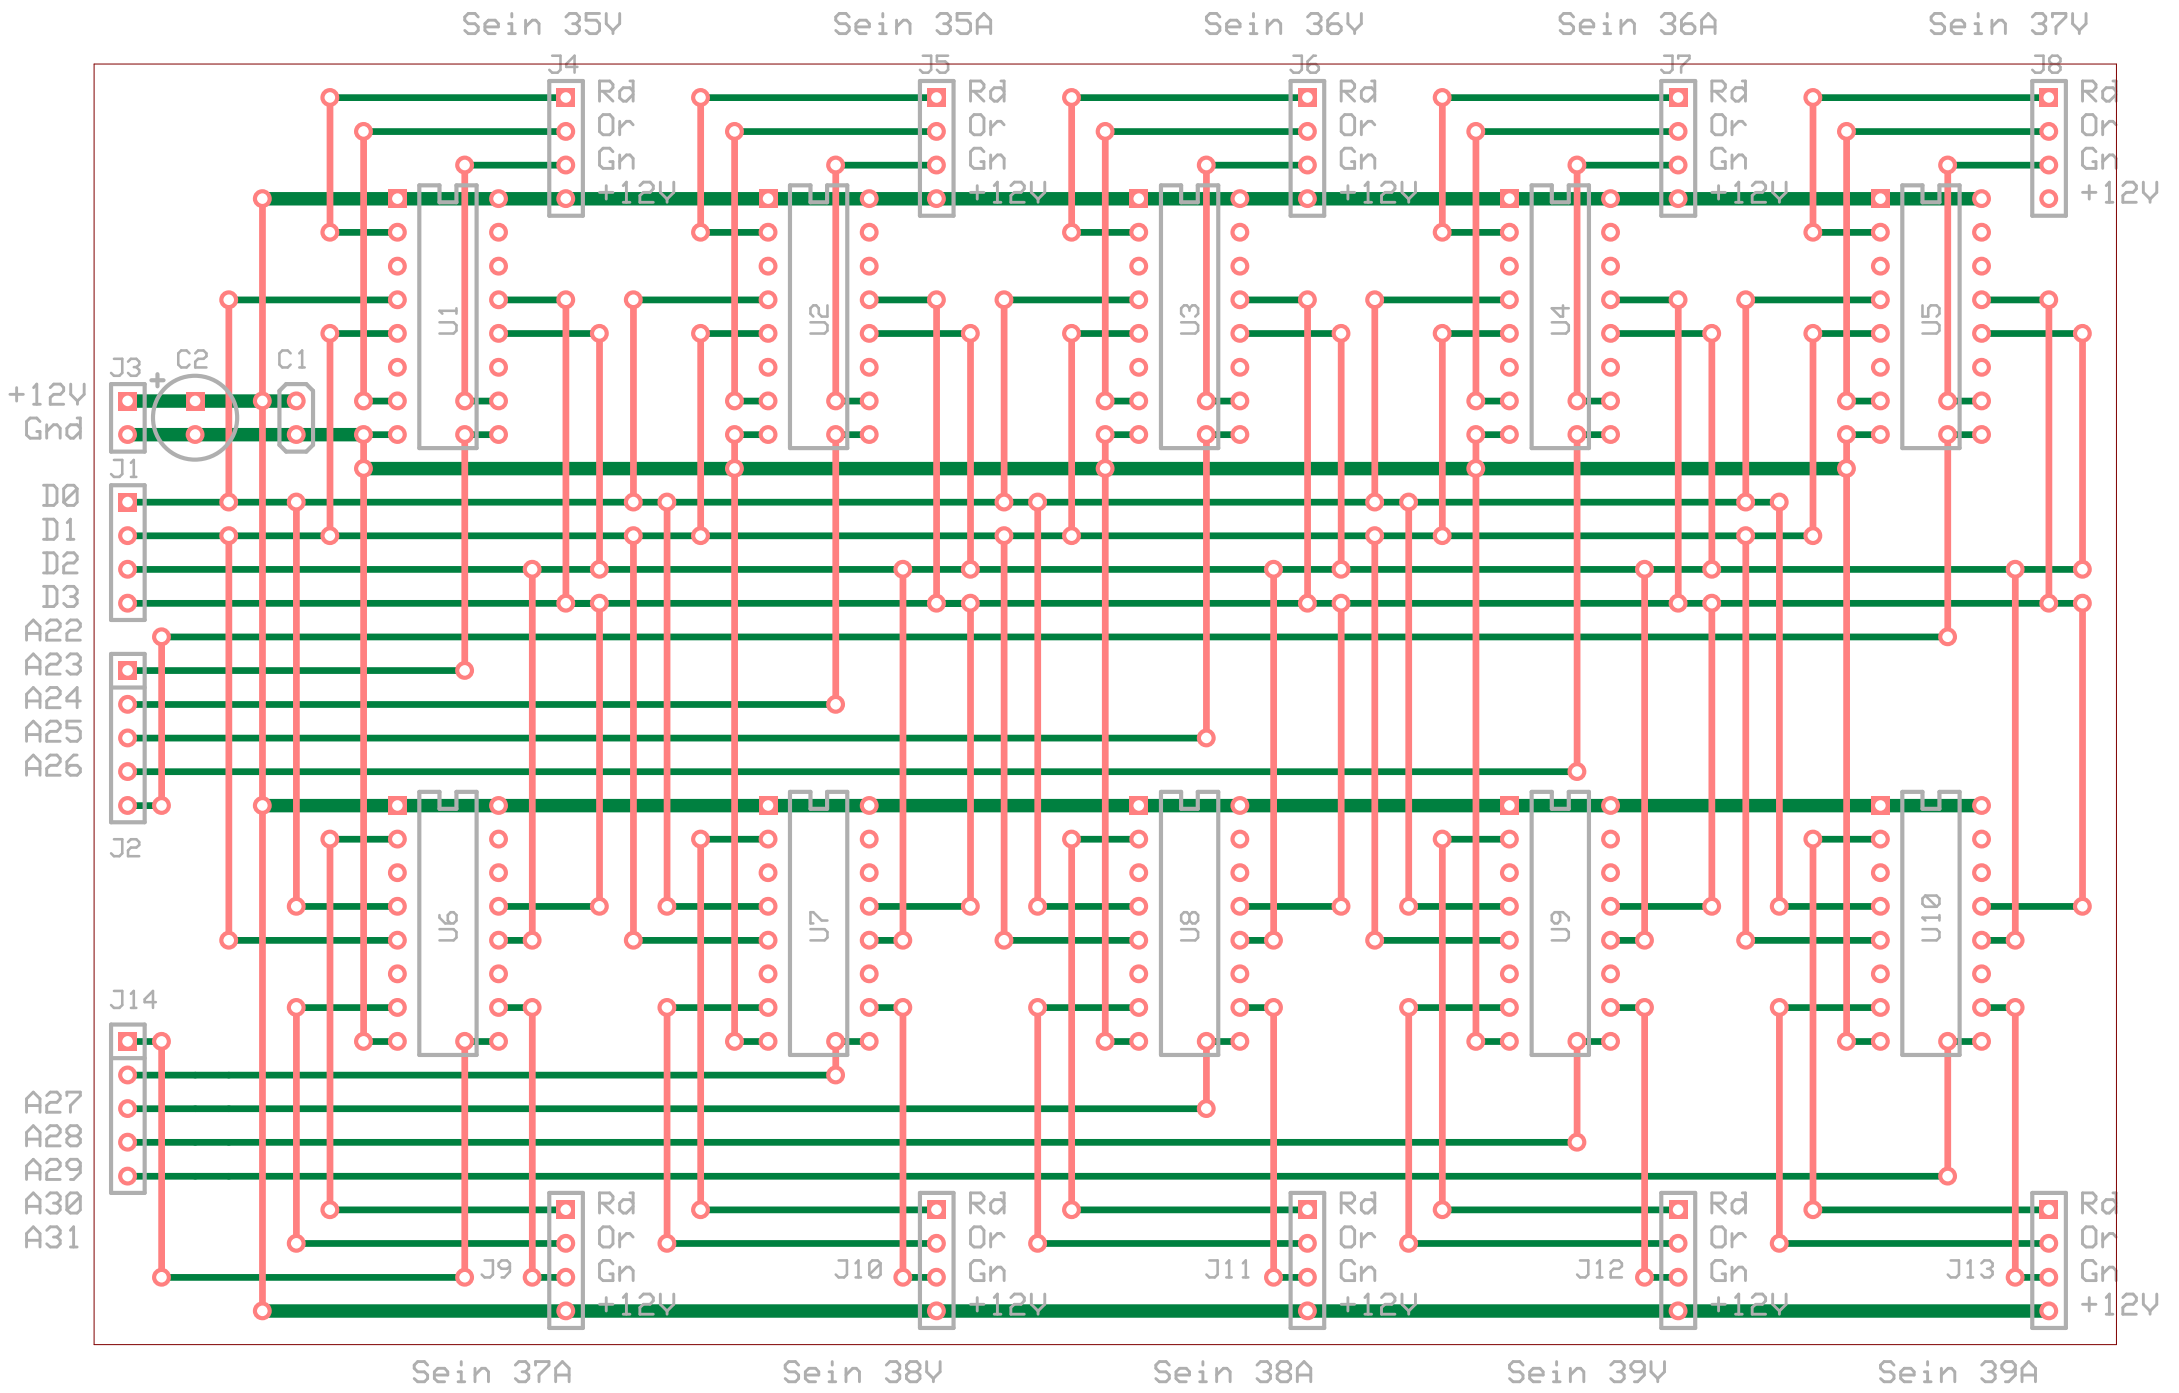 Sein 35V Sein 35A Sein 36V Sein 36A Sein 37V
J4 J5 J6 J7 J8
Rd Rd Rd Rd Rd
Or Or Or Or Or
Gn Gn Gn Gn Gn
+12V +12V +12V +12V +12V
U1 U2 U3 U4 U5
J3 + C2 C1
+12V
Gnd
J1
D0
D1
D2
D3
A22
A23
A24
A25
A26
J2
U6 U7 U8 U9 U10
J14
A27
A28
A29
A30 Rd Rd Rd Rd Rd
A31 Or Or Or Or Or
J9 Gn J10 Gn J11 Gn J12 Gn J13 Gn
+12V +12V +12V +12V +12V
Sein 37A Sein 38V Sein 38A Sein 39V Sein 39A